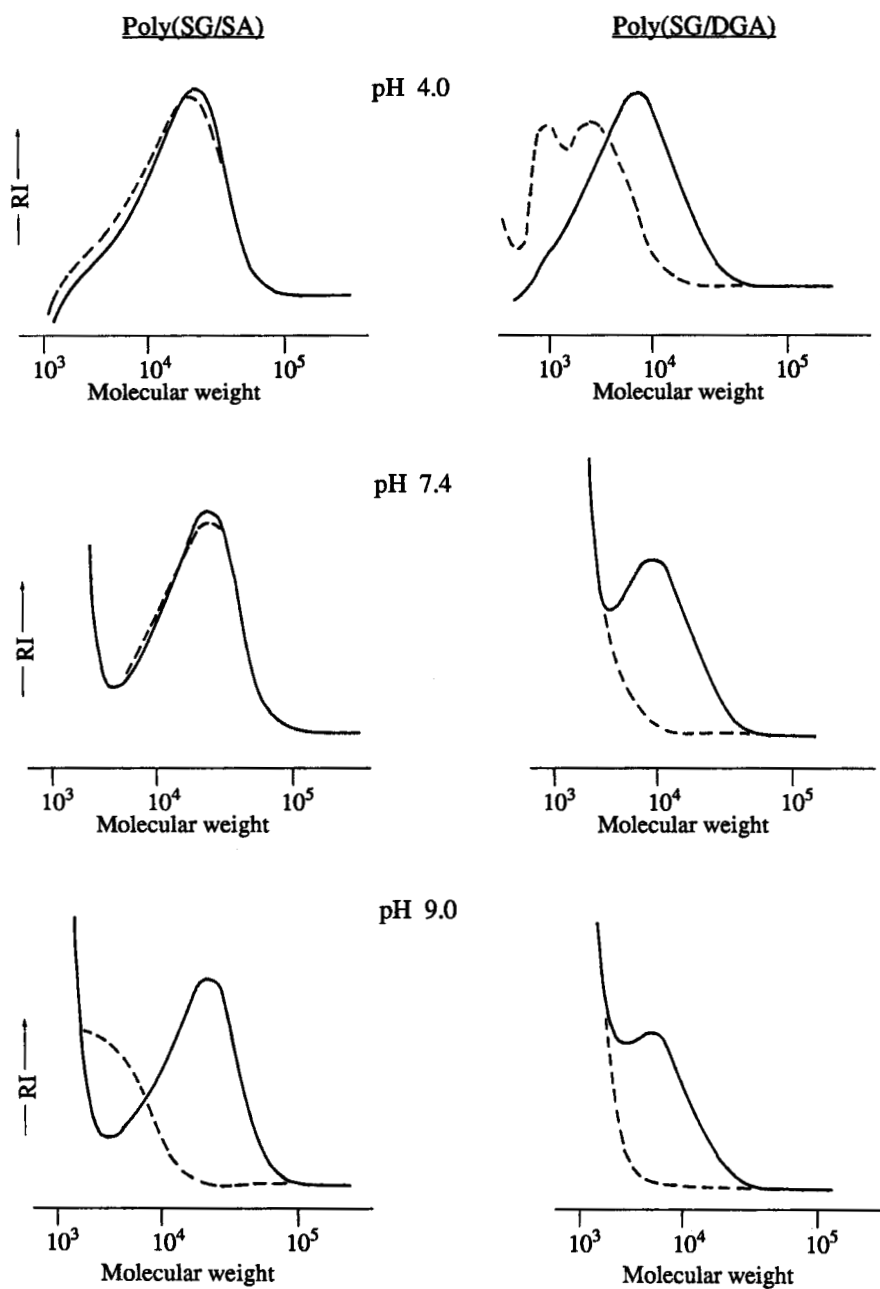 Poly(SG/SA)
Poly(SG/DGA)
pH 4.0
RI
10³ 10⁴ 10⁵
Molecular weight
10³ 10⁴ 10⁵
Molecular weight
pH 7.4
RI
10³ 10⁴ 10⁵
Molecular weight
10³ 10⁴ 10⁵
Molecular weight
pH 9.0
RI
10³ 10⁴ 10⁵
Molecular weight
10³ 10⁴ 10⁵
Molecular weight